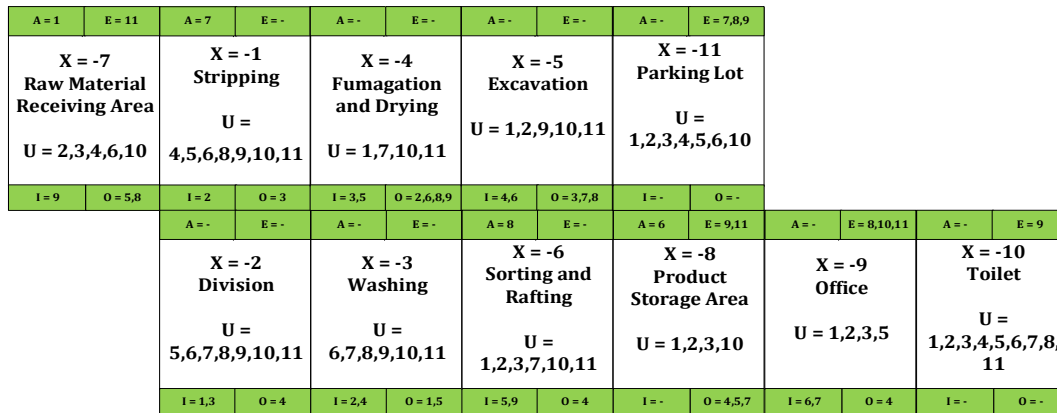 A = 1 E = 11 A = 7 E = - A = - E = - A = - E = - A = - E = 7,8,9
X = -7
Raw Material
Receiving Area
U = 2,3,4,6,10
X = -1
Stripping
U =
4,5,6,8,9,10,11
X = -4
Fumagation
and Drying
U = 1,7,10,11
X = -5
Excavation
U = 1,2,9,10,11
X = -11
Parking Lot
U =
1,2,3,4,5,6,10
I = 9 O = 5,8 I = 2 O = 3 I = 3,5 O = 2,6,8,9 I = 4,6 O = 3,7,8 I = - O = -
A = - E = - A = - E = - A = 8 E = - A = 6 E = 9,11 A = - E = 8,10,11 A = - E = 9
X = -2
Division
U =
5,6,7,8,9,10,11
X = -3
Washing
U =
6,7,8,9,10,11
X = -6
Sorting and
Rafting
U =
1,2,3,7,10,11
X = -8
Product
Storage Area
U = 1,2,3,10
X = -9
Office
U = 1,2,3,5
X = -10
Toilet
U =
1,2,3,4,5,6,7,8,
11
I = 1,3 O = 4 I = 2,4 O = 1,5 I = 5,9 O = 4 I = - O = 4,5,7 I = 6,7 O = 4 I = - O = -